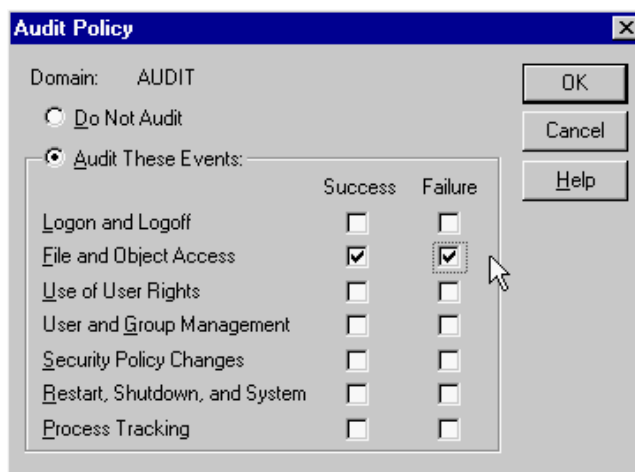 Audit Policy
Domain: AUDIT
OK
Do Not Audit
Cancel
Audit These Events:
Help
Success Failure
Logon and Logoff
File and Object Access
Use of User Rights
User and Group Management
Security Policy Changes
Restart, Shutdown, and System
Process Tracking